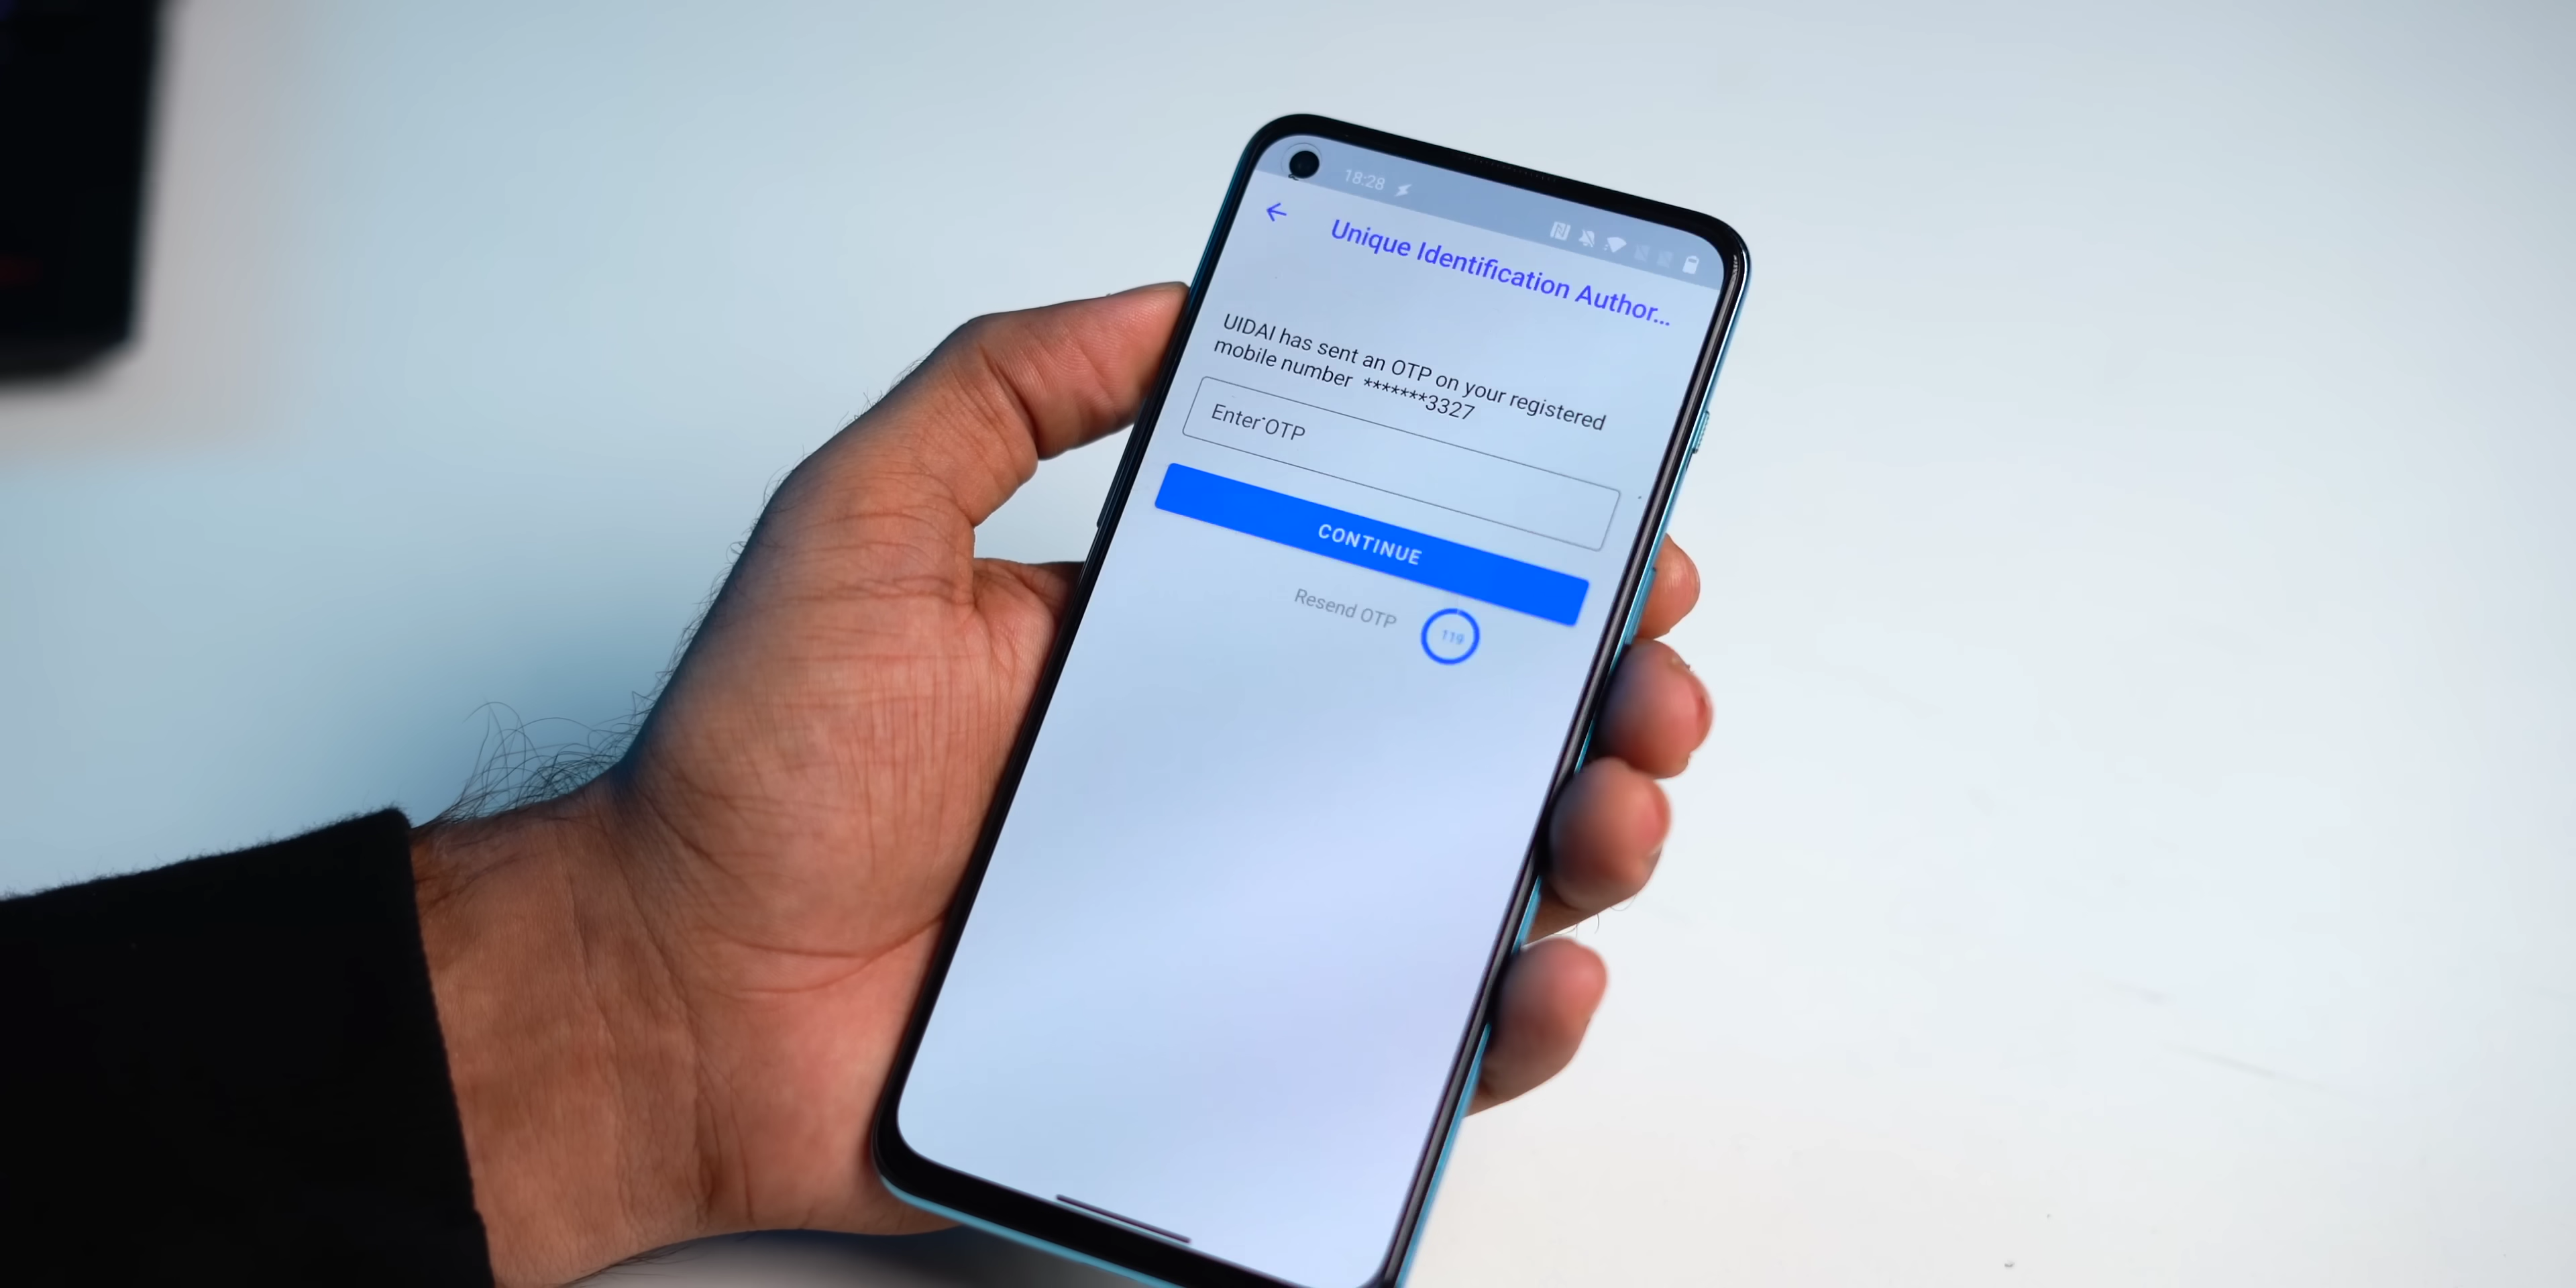 18:28
Unique Identification Author...
UIDAI has sent an OTP on your registered
mobile number *******3327
Enter OTP
CONTINUE
Resend OTP 119